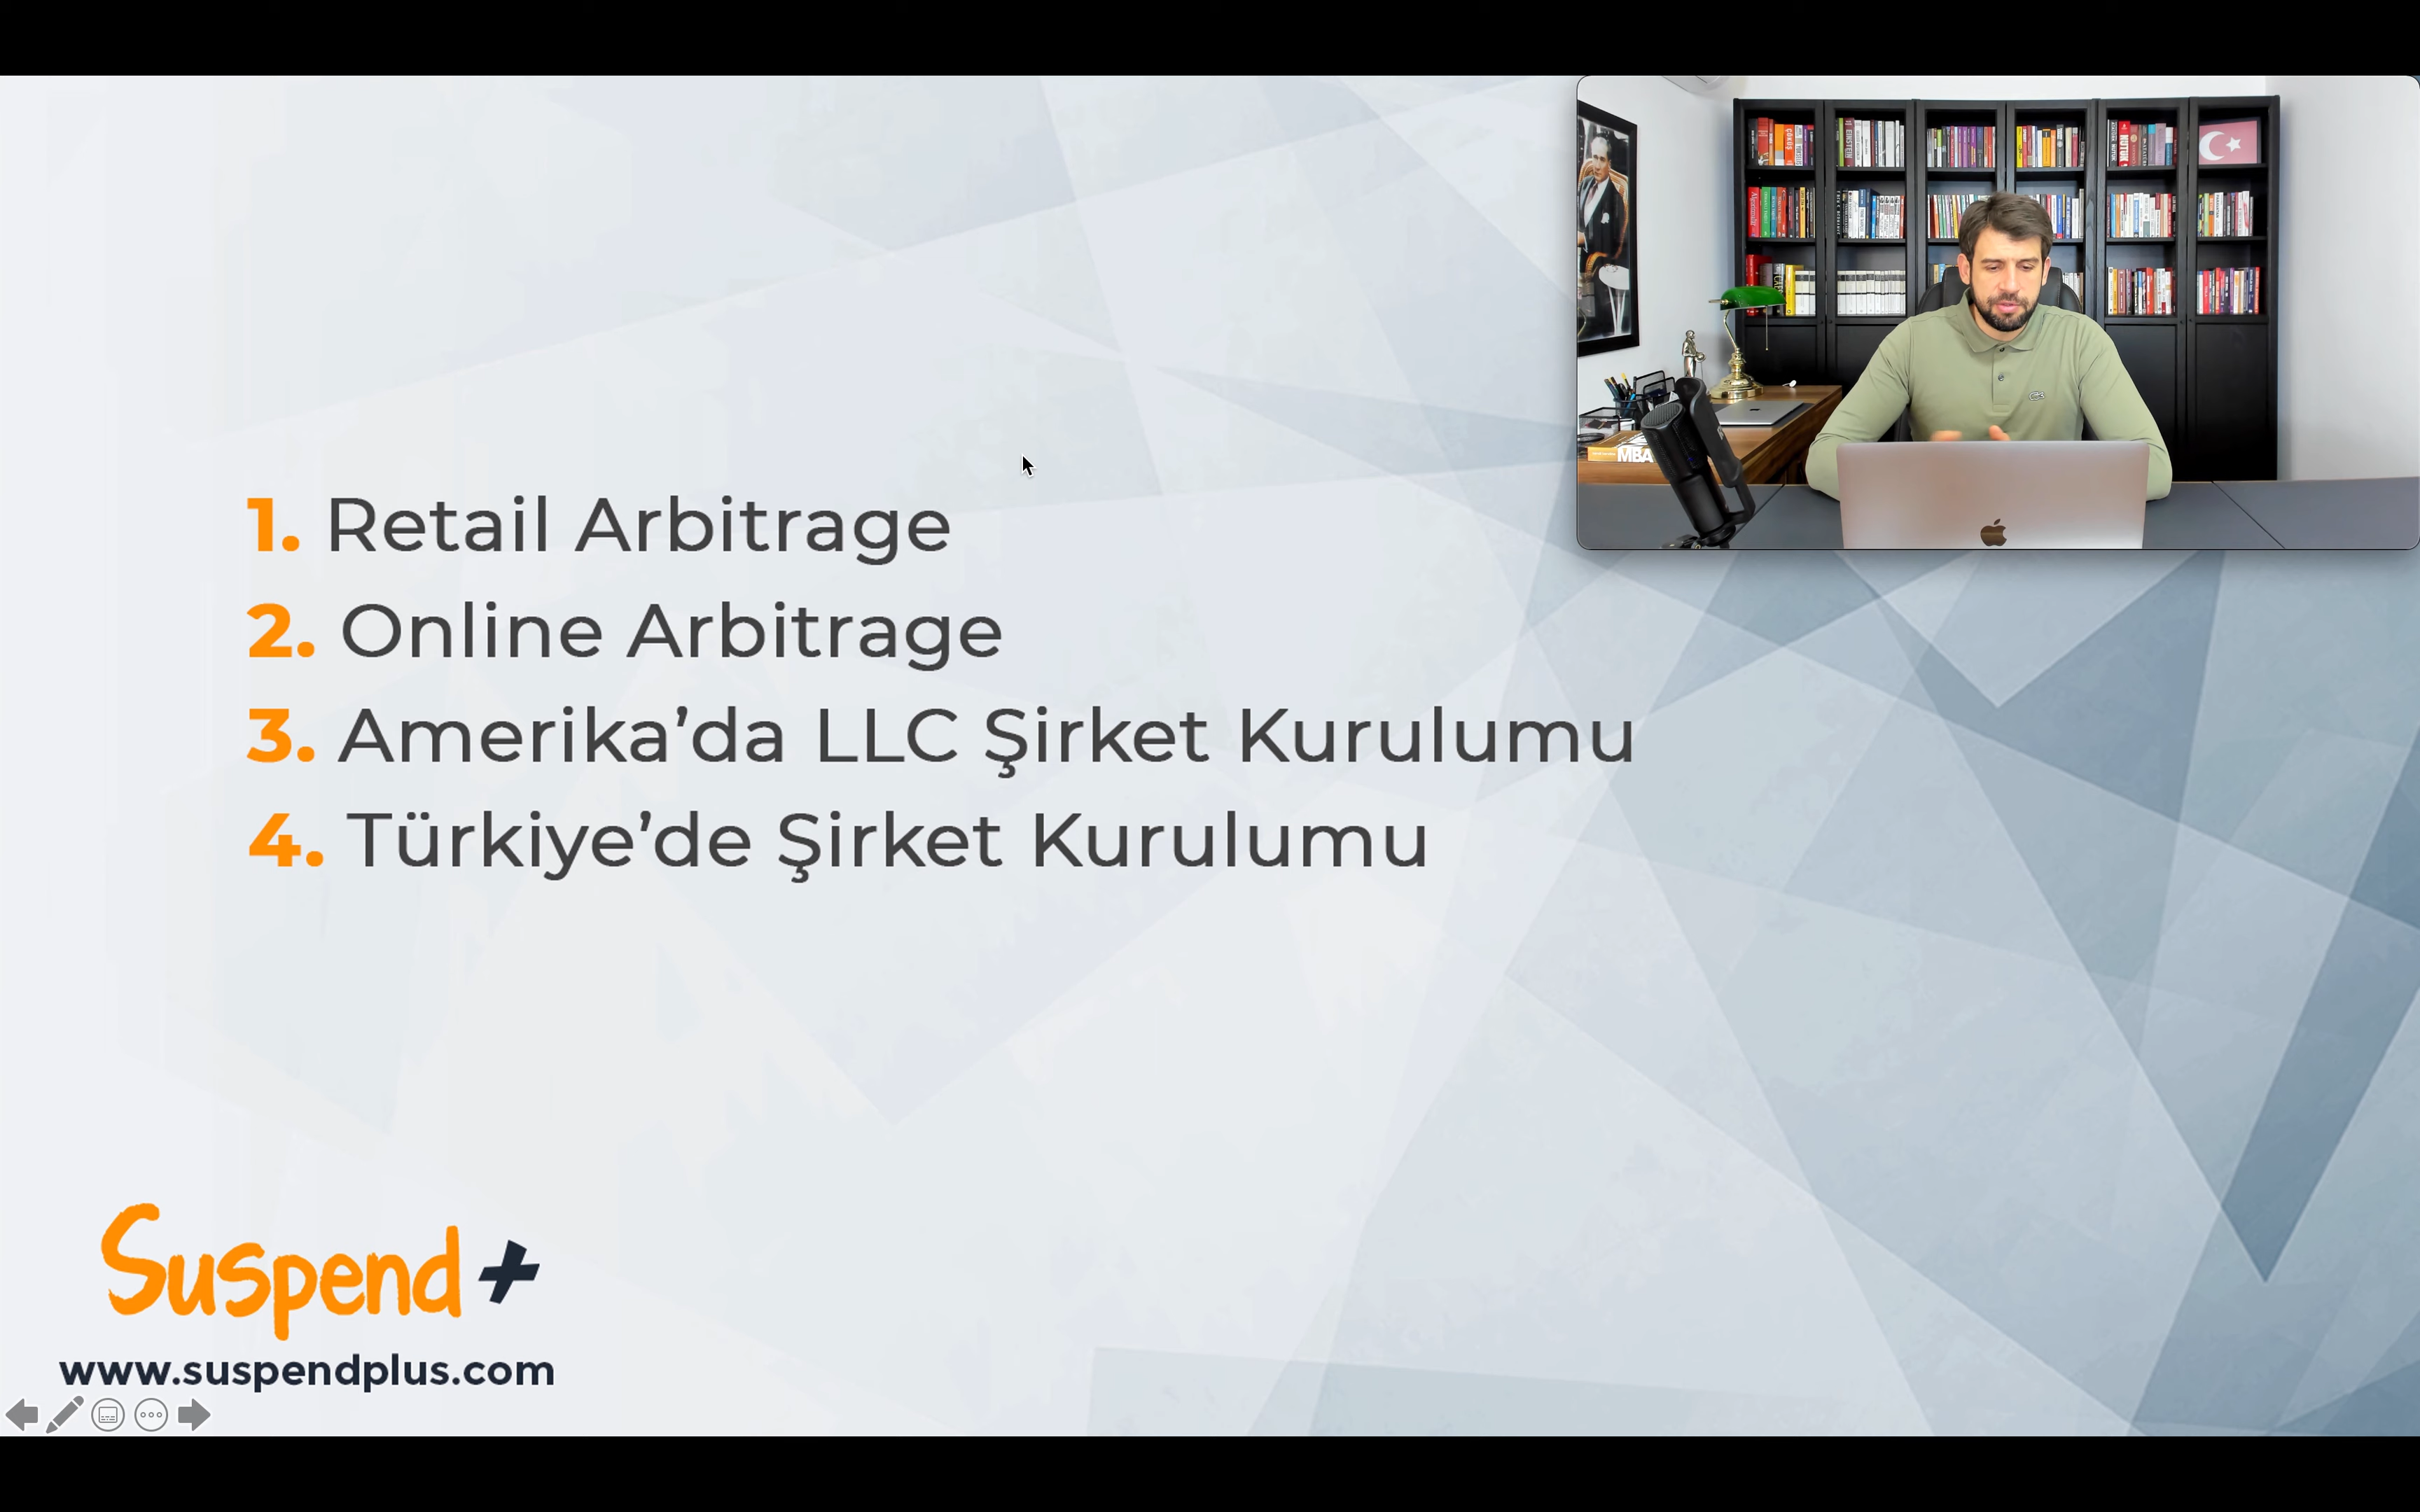 1. Retail Arbitrage
2. Online Arbitrage
3. Amerika’da LLC Şirket Kurulumu
4. Türkiye’de Şirket Kurulumu
Suspend +
www.suspendplus.com
MBA